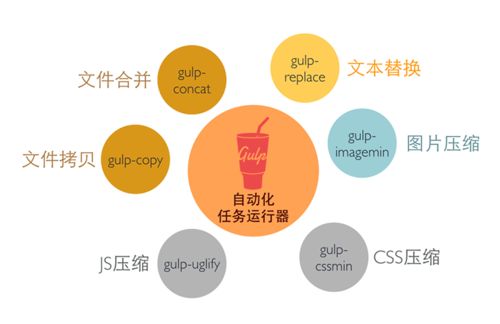 文件合并
gulp-
concat
gulp-
replace
文本替换
文件拷贝
gulp-copy
Gulp
自动化
任务运行器
gulp-
imagemin
图片压缩
JS压缩
gulp-uglify
gulp-
cssmin
CSS压缩